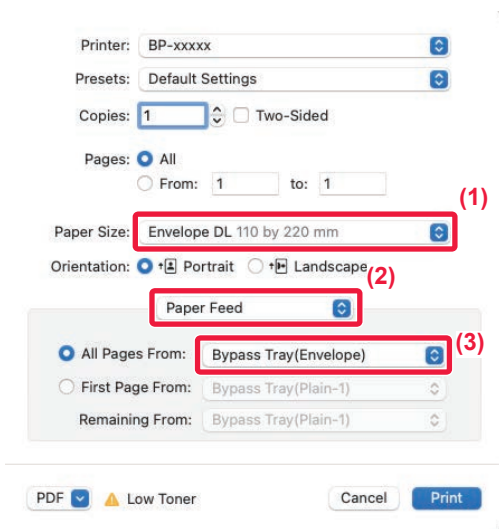 Printer: BP-xxxxx
Presets: Default Settings
Copies: 1 Two-Sided
Pages: All
From: 1 to: 1
(1)
Paper Size: Envelope DL 110 by 220 mm
Orientation: Portrait Landscape
(2)
Paper Feed
(3)
All Pages From: Bypass Tray(Envelope)
First Page From: Bypass Tray(Plain-1)
Remaining From: Bypass Tray(Plain-1)
PDF Low Toner Cancel Print